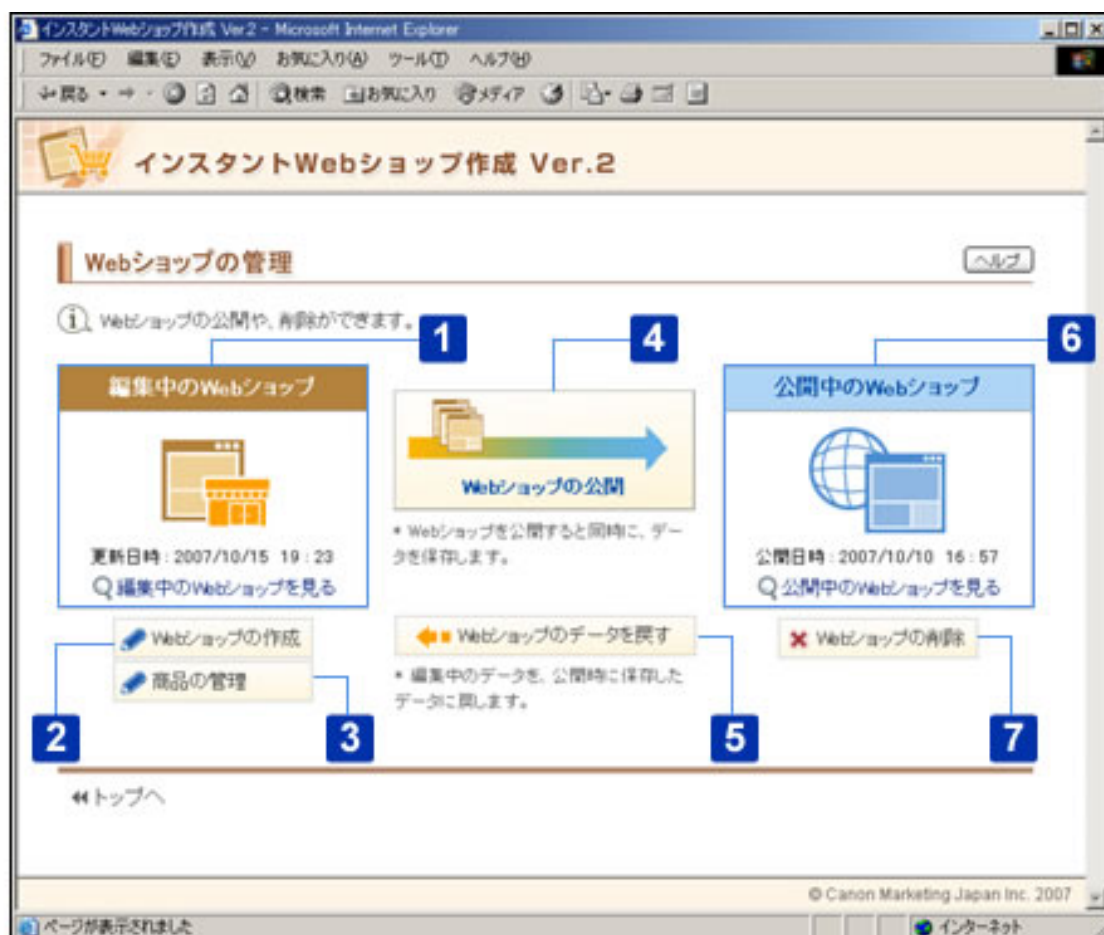 インスタントWebショップ作成 Ver.2 - Microsoft Internet Explorer
ファイル(F) 編集(E) 表示(V) お気に入り(A) ツール(T) ヘルプ(H)
戻る 検索 お気に入り メディア
インスタントWebショップ作成 Ver.2
Webショップの管理
ヘルプ
i Webショップの公開や、削除ができます。
1 4 6
編集中のWebショップ
更新日時：2007/10/15 19：23
編集中のWebショップを見る
Webショップの公開
* Webショップを公開すると同時に、デー
タを保存します。
公開中のWebショップ
公開日時：2007/10/10 16：57
公開中のWebショップを見る
Webショップの作成
商品の管理
Webショップのデータを戻す
* 編集中のデータを、公開時に保存した
データに戻します。
Webショップの削除
2 3 5 7
トップへ
© Canon Marketing Japan Inc. 2007
ページが表示されました
インターネット